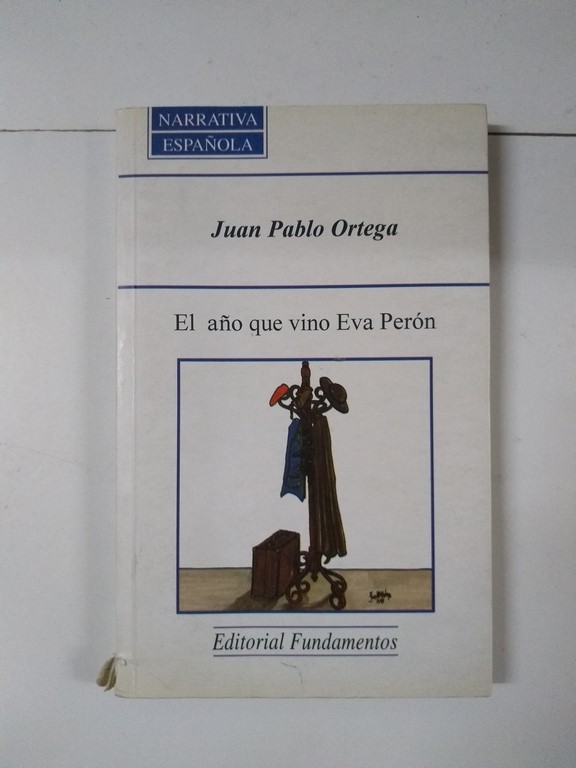 NARRATIVA
ESPAÑOLA
Juan Pablo Ortega
El año que vino Eva Perón
Editorial Fundamentos